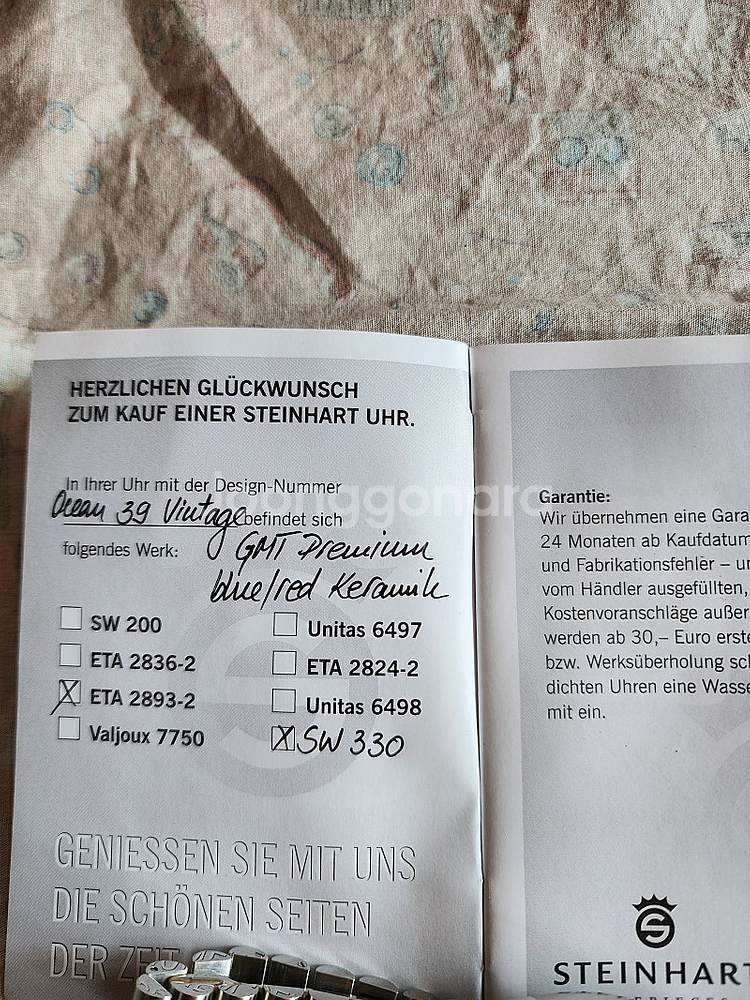 HERZLICHEN GLÜCKWUNSCH
ZUM KAUF EINER STEINHART UHR.
In Ihrer Uhr mit der Design-Nummer
Ocean 39 Vintage befindet sich
folgendes Werk: GMT Premium
blue/red Keramik
SW 200
ETA 2836-2
X ETA 2893-2
Valjoux 7750
Unitas 6497
ETA 2824-2
Unitas 6498
X SW 330
GENIESSEN SIE MIT UNS
DIE SCHÖNEN SEITEN
DER ZEIT
Garantie:
Wir übernehmen eine Gara
24 Monaten ab Kaufdatum
und Fabrikationsfehler – un
vom Händler ausgefüllten,
Kostenvoranschläge außer
werden ab 30,– Euro erste
bzw. Werksüberholung sch
dichten Uhren eine Wasse
mit ein.
STEINHART